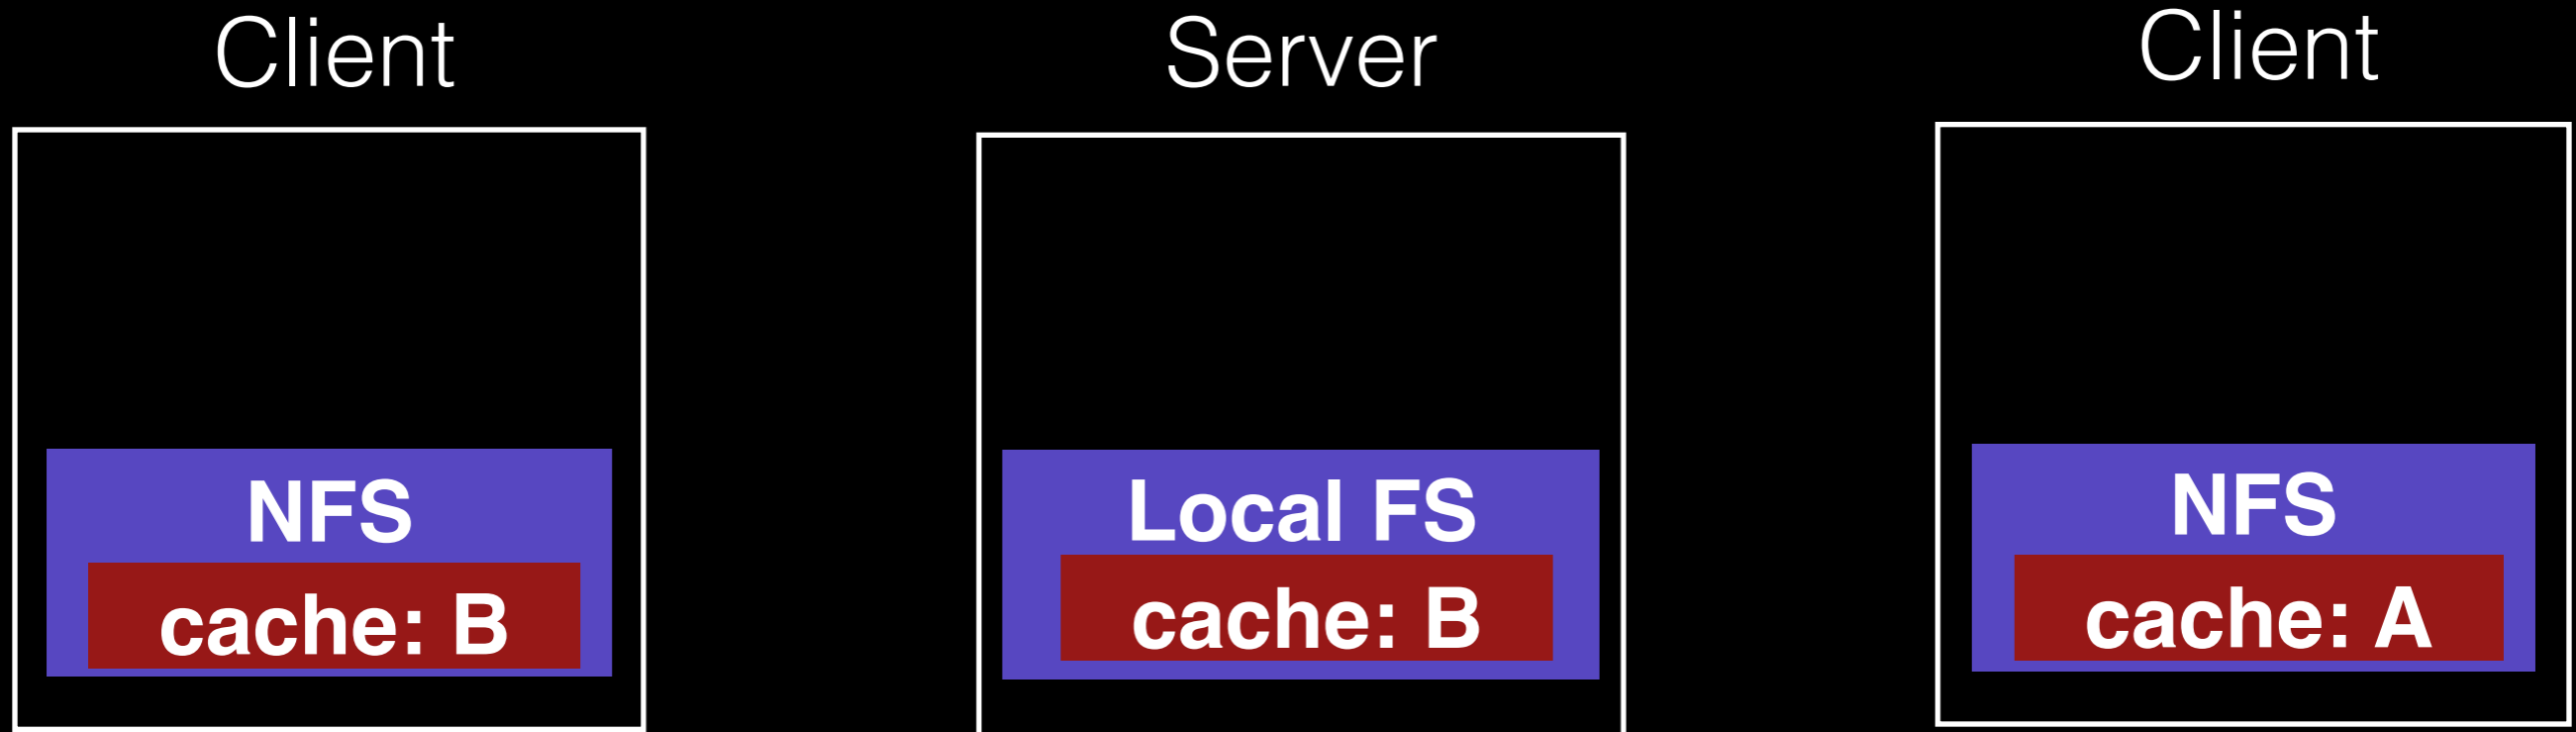 Client
NFS
cache: B
Server
Local FS
cache: B
Client
NFS
cache: A